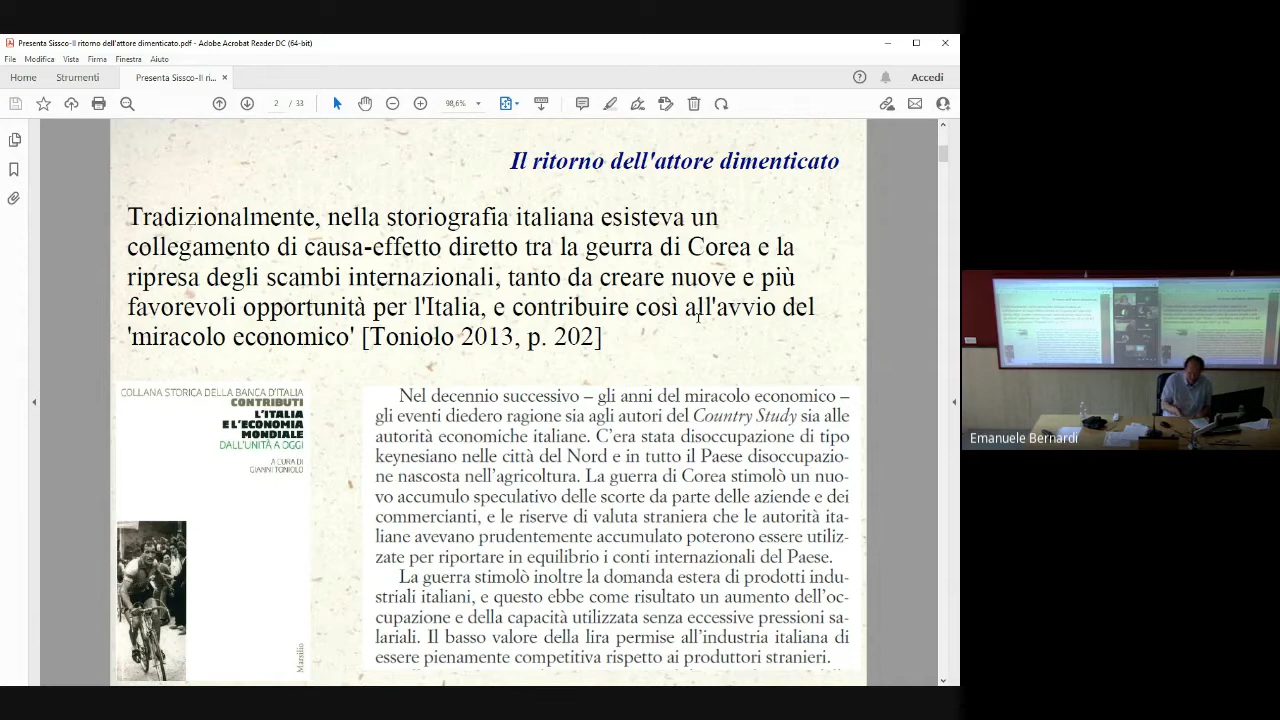 Presenta Sissco-Il ritorno dell'attore dimenticato.pdf - Adobe Acrobat Reader DC (64-bit)
File Modifica Vista Firma Finestra Aiuto
Home Strumenti Presenta Sissco-Il ri... × Accedi
2 / 33 98,6%
Il ritorno dell'attore dimenticato
Tradizionalmente, nella storiografia italiana esisteva un
collegamento di causa-effetto diretto tra la geurra di Corea e la
ripresa degli scambi internazionali, tanto da creare nuove e più
favorevoli opportunità per l'Italia, e contribuire così all'avvio del
'miracolo economico' [Toniolo 2013, p. 202]
COLLANA STORICA DELLA BANCA D'ITALIA
CONTRIBUTI
L'ITALIA
E L'ECONOMIA
MONDIALE
DALL'UNITÀ A OGGI
A CURA DI
GIANNI TONIOLO
Marsilio
Nel decennio successivo – gli anni del miracolo economico –
gli eventi diedero ragione sia agli autori del Country Study sia alle
autorità economiche italiane. C'era stata disoccupazione di tipo
keynesiano nelle città del Nord e in tutto il Paese disoccupazio-
ne nascosta nell'agricoltura. La guerra di Corea stimolò un nuo-
vo accumulo speculativo delle scorte da parte delle aziende e dei
commercianti, e le riserve di valuta straniera che le autorità ita-
liane avevano prudentemente accumulato poterono essere utiliz-
zate per riportare in equilibrio i conti internazionali del Paese.
La guerra stimolò inoltre la domanda estera di prodotti indu-
striali italiani, e questo ebbe come risultato un aumento dell'oc-
cupazione e della capacità utilizzata senza eccessive pressioni sa-
lariali. Il basso valore della lira permise all'industria italiana di
essere pienamente competitiva rispetto ai produttori stranieri.
Emanuele Bernardi